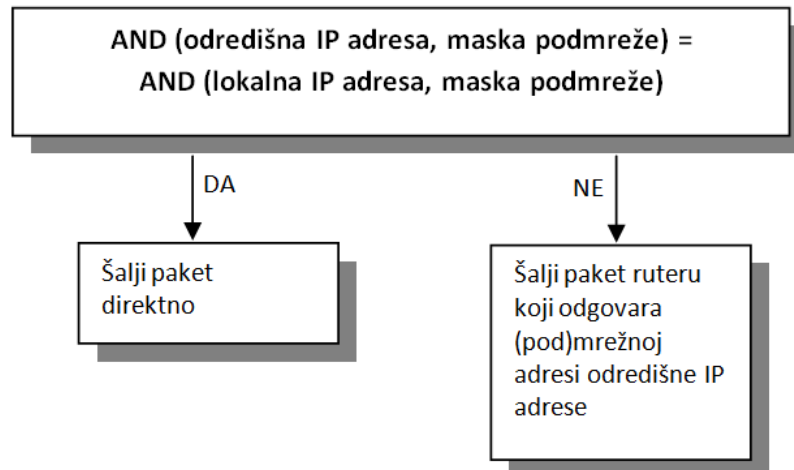 AND (odredišna IP adresa, maska podmreže) =
AND (lokalna IP adresa, maska podmreže)
DA
NE
Šalji paket
direktno
Šalji paket ruteru
koji odgovara
(pod)mrežnoj
adresi odredišne IP
adrese